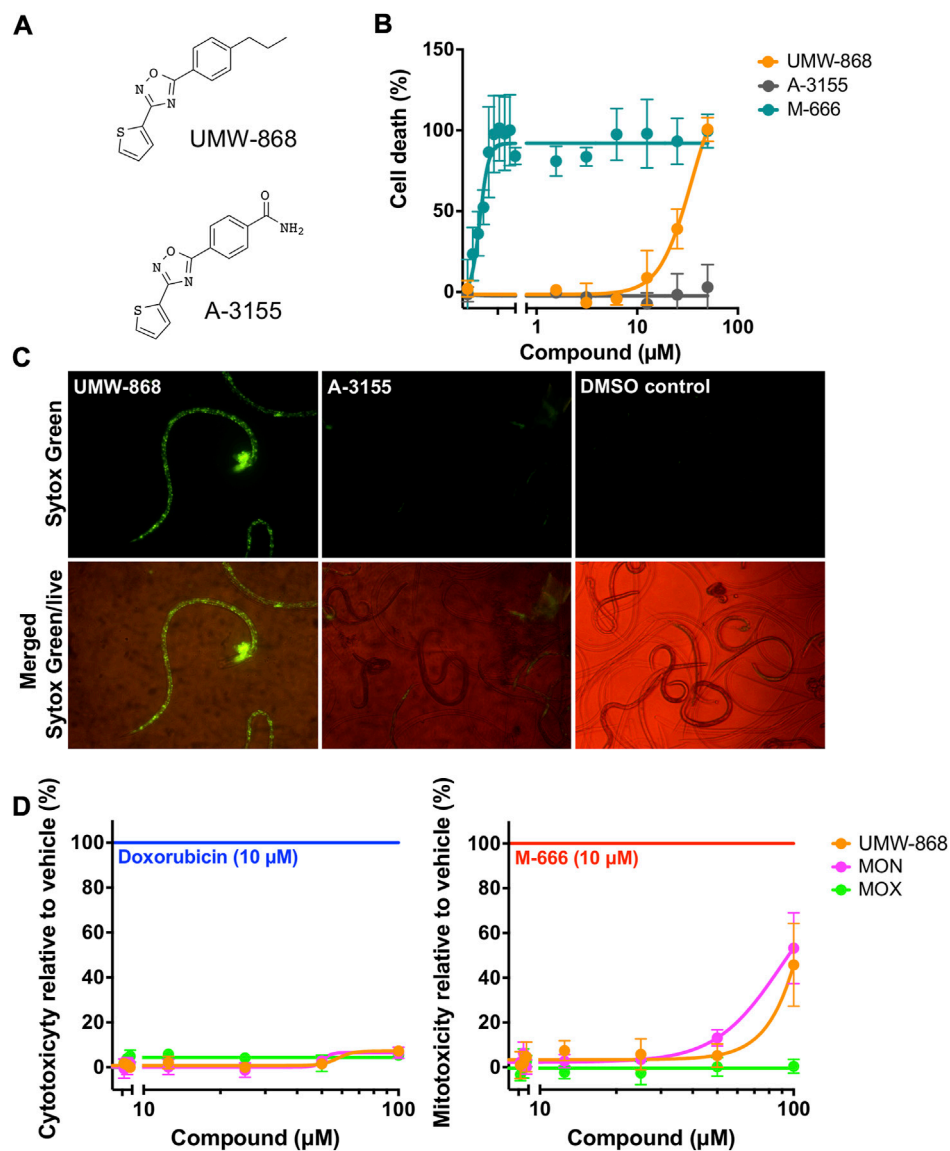 A
O
N
N
S
UMW-868
O
NH2
O
N
N
S
A-3155
B
Cell death (%)
150
100
50
0
1
10
100
Compound (µM)
UMW-868
A-3155
M-666
C
Sytox Green
UMW-868
A-3155
DMSO control
Merged
Sytox Green/live
D
Cytotoxicyty relative to vehicle (%)
100
80
60
40
20
0
Doxorubicin (10 µM)
10
100
Compound (µM)
Mitotoxicity relative to vehicle (%)
100
80
60
40
20
0
M-666 (10 µM)
10
100
Compound (µM)
UMW-868
MON
MOX